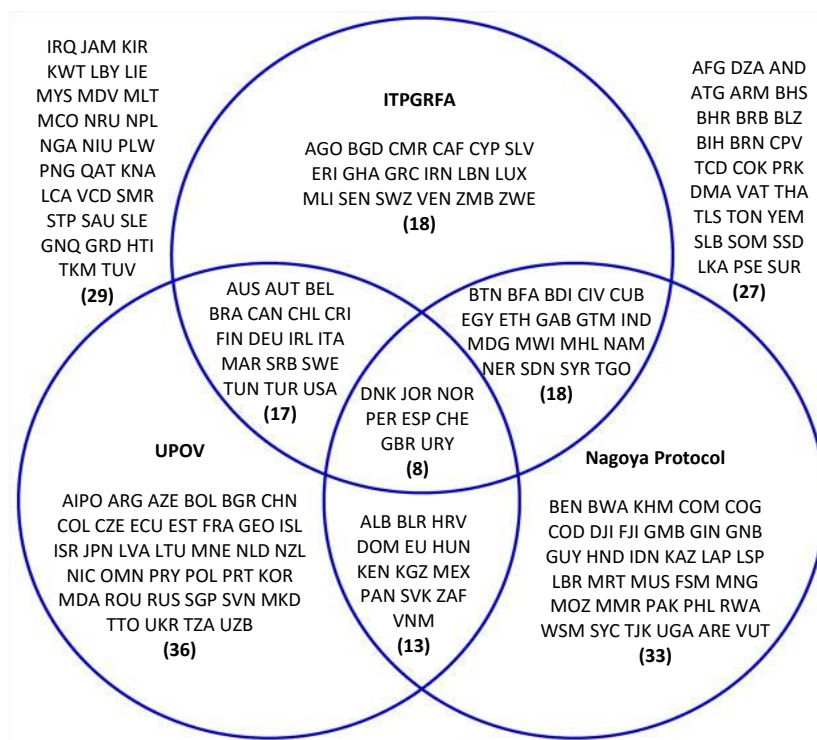 IRQ JAM KIR
KWT LBY LIE
MYS MDV MLT
MCO NRU NPL
NGA NIU PLW
PNG QAT KNA
LCA VCD SMR
STP SAU SLE
GNQ GRD HTI
TKM TUV
(29)
ITPGRFA
AGO BGD CMR CAF CYP SLV
ERI GHA GRC IRN LBN LUX
MLI SEN SWZ VEN ZMB ZWE
(18)
AFG DZA AND
ATG ARM BHS
BHR BRB BLZ
BIH BRN CPV
TCD COK PRK
DMA VAT THA
TLS TON YEM
SLB SOM SSD
LKA PSE SUR
(27)
AUS AUT BEL
BRA CAN CHL CRI
FIN DEU IRL ITA
MAR SRB SWE
TUN TUR USA
(17)
BTN BFA BDI CIV CUB
EGY ETH GAB GTM IND
MDG MWI MHL NAM
NER SDN SYR TGO
(18)
DNK JOR NOR
PER ESP CHE
GBR URY
(8)
UPOV
AIPO ARG AZE BOL BGR CHN
COL CZE ECU EST FRA GEO ISL
ISR JPN LVA LTU MNE NLD NZL
NIC OMN PRY POL PRT KOR
MDA ROU RUS SGP SVN MKD
TTO UKR TZA UZB
(36)
ALB BLR HRV
DOM EU HUN
KEN KGZ MEX
PAN SVK ZAF
VNM
(13)
Nagoya Protocol
BEN BWA KHM COM COG
COD DJI FJI GMB GIN GNB
GUY HND IDN KAZ LAP LSP
LBR MRT MUS FSM MNG
MOZ MMR PAK PHL RWA
WSM SYC TJK UGA ARE VUT
(33)